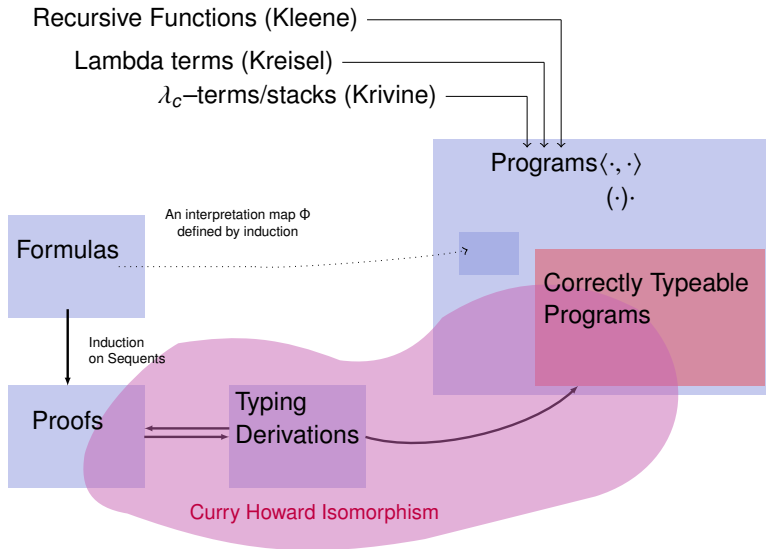 Recursive Functions (Kleene)
Lambda terms (Kreisel)
λc–terms/stacks (Krivine)
Programs⟨·, ·⟩
(·)·
An interpretation map Φ
defined by induction
Formulas
Correctly Typeable
Programs
Induction
on Sequents
Proofs
Typing
Derivations
Curry Howard Isomorphism